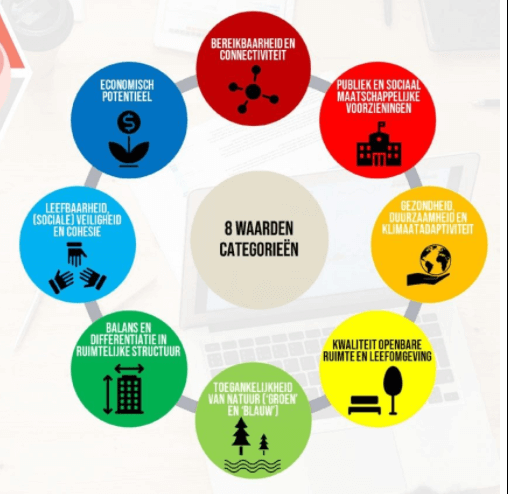 BEREIKBAARHEID EN
CONNECTIVITEIT
PUBLIEK EN SOCIAAL
MAATSCHAPPELIJKE
VOORZIENINGEN
GEZONDHEID,
DUURZAAMHEID EN
KLIMAATADAPTIVITEIT
KWALITEIT OPENBARE
RUIMTE EN LEEFOMGEVING
TOEGANKELIJKHEID
VAN NATUUR ('GROEN'
EN 'BLAUW')
BALANS EN
DIFFERENTIATIE IN
RUIMTELIJKE STRUCTUUR
LEEFBAARHEID,
(SOCIALE) VEILIGHEID
EN COHESIE
ECONOMISCH
POTENTIEEL
$
8 WAARDEN
CATEGORIEËN